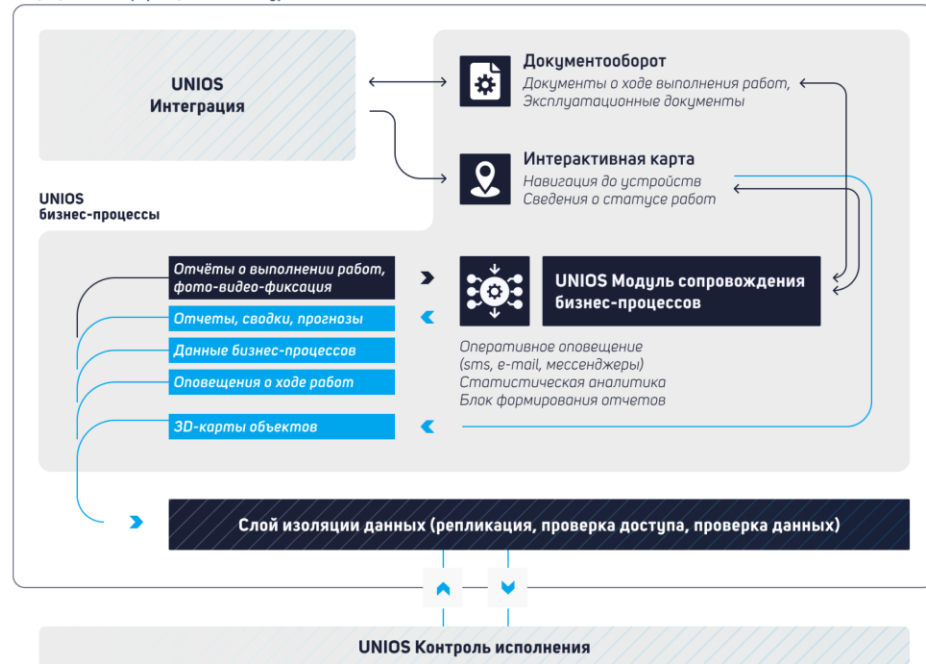 UNIOS
Интеграция
Документооборот
Документы о ходе выполнения работ,
Эксплуатационные документы
Интерактивная карта
Навигация до устройств
Сведения о статусе работ
UNIOS
бизнес-процессы
Отчёты о выполнении работ,
фото-видео-фиксация
Отчеты, сводки, прогнозы
Данные бизнес-процессов
Оповещения о ходе работ
3D-карты объектов
UNIOS Модуль сопровождения
бизнес-процессов
Оперативное оповещение
(sms, e-mail, мессенджеры)
Статистическая аналитика
Блок формирования отчетов
Слой изоляции данных (репликация, проверка доступа, проверка данных)
UNIOS Контроль исполнения